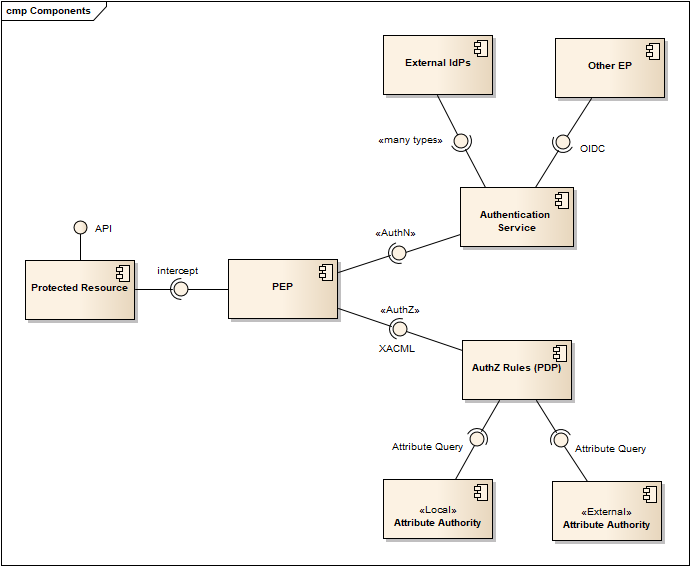 cmp Components
External IdPs
Other EP
«many types»
OIDC
Authentication
Service
API
«AuthN»
intercept
Protected Resource
PEP
«AuthZ»
XACML
AuthZ Rules (PDP)
Attribute Query
Attribute Query
«Local»
Attribute Authority
«External»
Attribute Authority